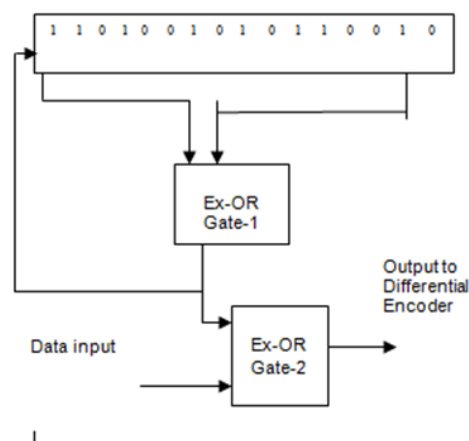 1 1 0 1 0 0 1 0 1 0 1 1 0 0 1 0
Ex-OR
Gate-1
Output to
Differential
Encoder
Data input
Ex-OR
Gate-2